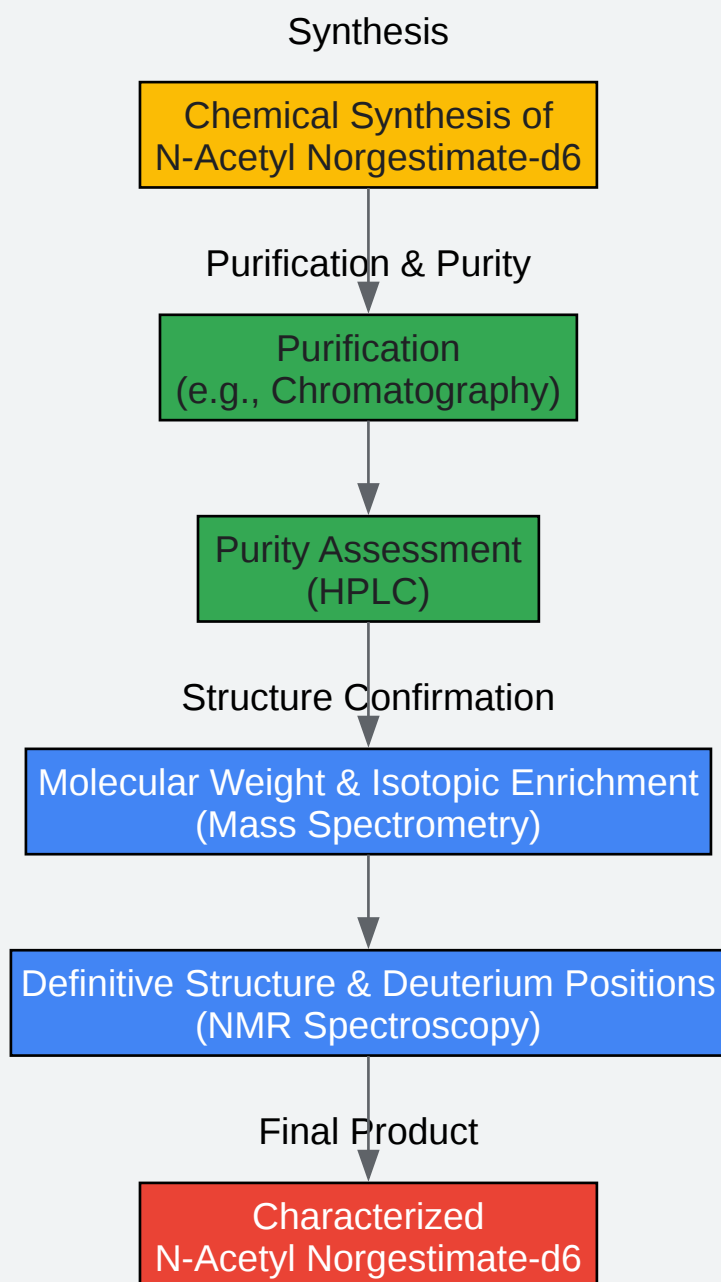 Synthesis
Chemical Synthesis of
N-Acetyl Norgestimate-d6
Purification & Purity
Purification
(e.g., Chromatography)
Purity Assessment
(HPLC)
Structure Confirmation
Molecular Weight & Isotopic Enrichment
(Mass Spectrometry)
Definitive Structure & Deuterium Positions
(NMR Spectroscopy)
Final Product
Characterized
N-Acetyl Norgestimate-d6